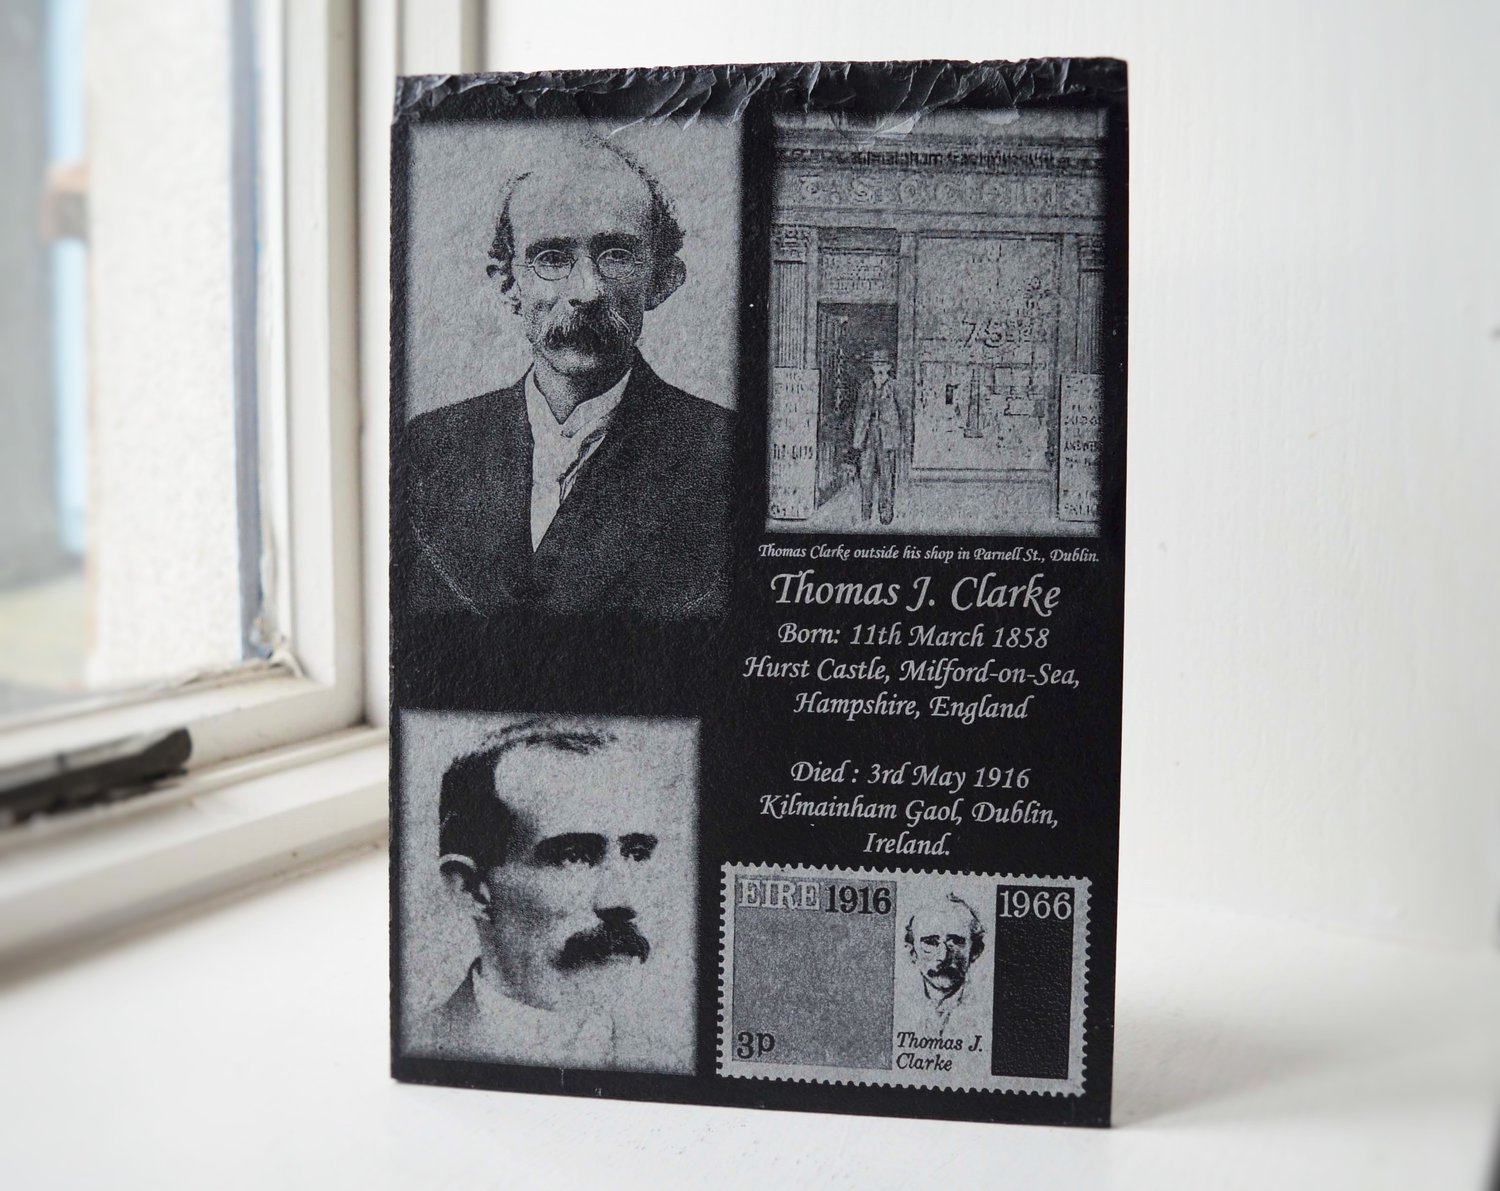 75
Thomas Clarke outside his shop in Parnell St., Dublin.
Thomas J. Clarke
Born: 11th March 1858
Hurst Castle, Milford-on-Sea,
Hampshire, England
Died : 3rd May 1916
Kilmainham Gaol, Dublin,
Ireland.
EIRE 1916 1966
3p
Thomas J.
Clarke